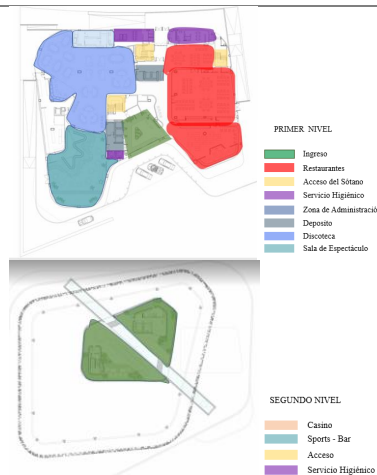 PRIMER NIVEL
Ingreso
Restaurantes
Acceso del Sótano
Servicio Higiénico
Zona de Administració
Deposito
Discoteca
Sala de Espectáculo
SEGUNDO NIVEL
Casino
Sports - Bar
Acceso
Servicio Higiénico